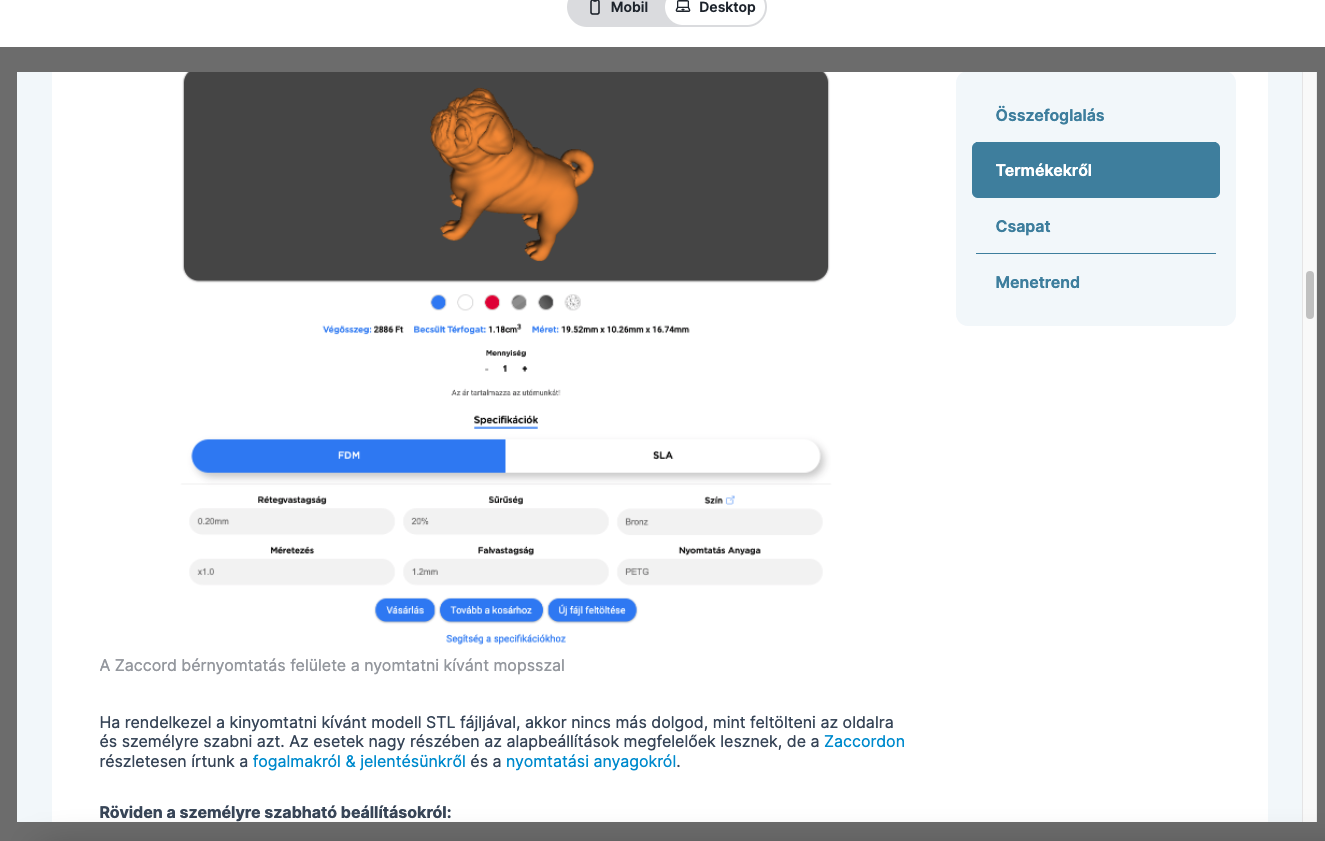 Mobil
Desktop
Összefoglalás
Termékekről
Csapat
Menetrend
Végösszeg: 2886 Ft Becsült Térfogat: 1.18cm³ Méret: 19.52mm x 10.26mm x 16.74mm
Mennyiség
- 1 +
Az ár tartalmazza az utómunkát!
Specifikációk
FDM SLA
Rétegvastagság Sűrűség Szín
0.20mm 20% Bronz
Méretezés Falvastagság Nyomtatás Anyaga
x1.0 1.2mm PETG
Vásárlás Tovább a kosárhoz Új fájl feltöltése
Segítség a specifikációkhoz
A Zaccord bérnyomtatás felülete a nyomtatni kívánt mopsszal
Ha rendelkezel a kinyomtatni kívánt modell STL fájljával, akkor nincs más dolgod, mint feltölteni az oldalra
és személyre szabni azt. Az esetek nagy részében az alapbeállítások megfelelőek lesznek, de a Zaccordon
részletesen írtunk a fogalmakról & jelentésünkről és a nyomtatási anyagokról.
Röviden a személyre szabható beállításokról: